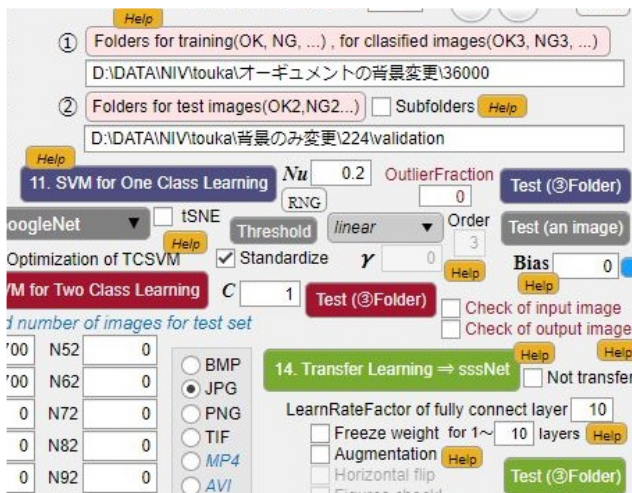 Help
① Folders for training(OK, NG, ...) , for cllasified images(OK3, NG3, ...)
D:\DATA\NIV\touka\オーギュメントの背景変更\36000
② Folders for test images(OK2,NG2...) Subfolders Help
D:\DATA\NIV\touka\背景のみ変更\224\validation
Help
11. SVM for One Class Learning Nu 0.2 OutlierFraction 0 Test (③Folder)
RNG
oogleNet tSNE Threshold linear Order 3 Test (an image)
Help
Optimization of TCSVM Standardize γ 0 Help Bias 0
Help
VM for Two Class Learning C 1 Test (③Folder) Check of input image
Check of output image
d number of images for test set
700 N52 0
700 N62 0
0 N72 0
0 N82 0
0 N92 0
BMP
JPG
PNG
TIF
MP4
AVI
Help Help
14. Transfer Learning ⇒ sssNet Not transfer
LearnRateFactor of fully connect layer 10
Freeze weight for 1~ 10 layers Help
Augmentation Help
Horizontal flip Test (③Folder)